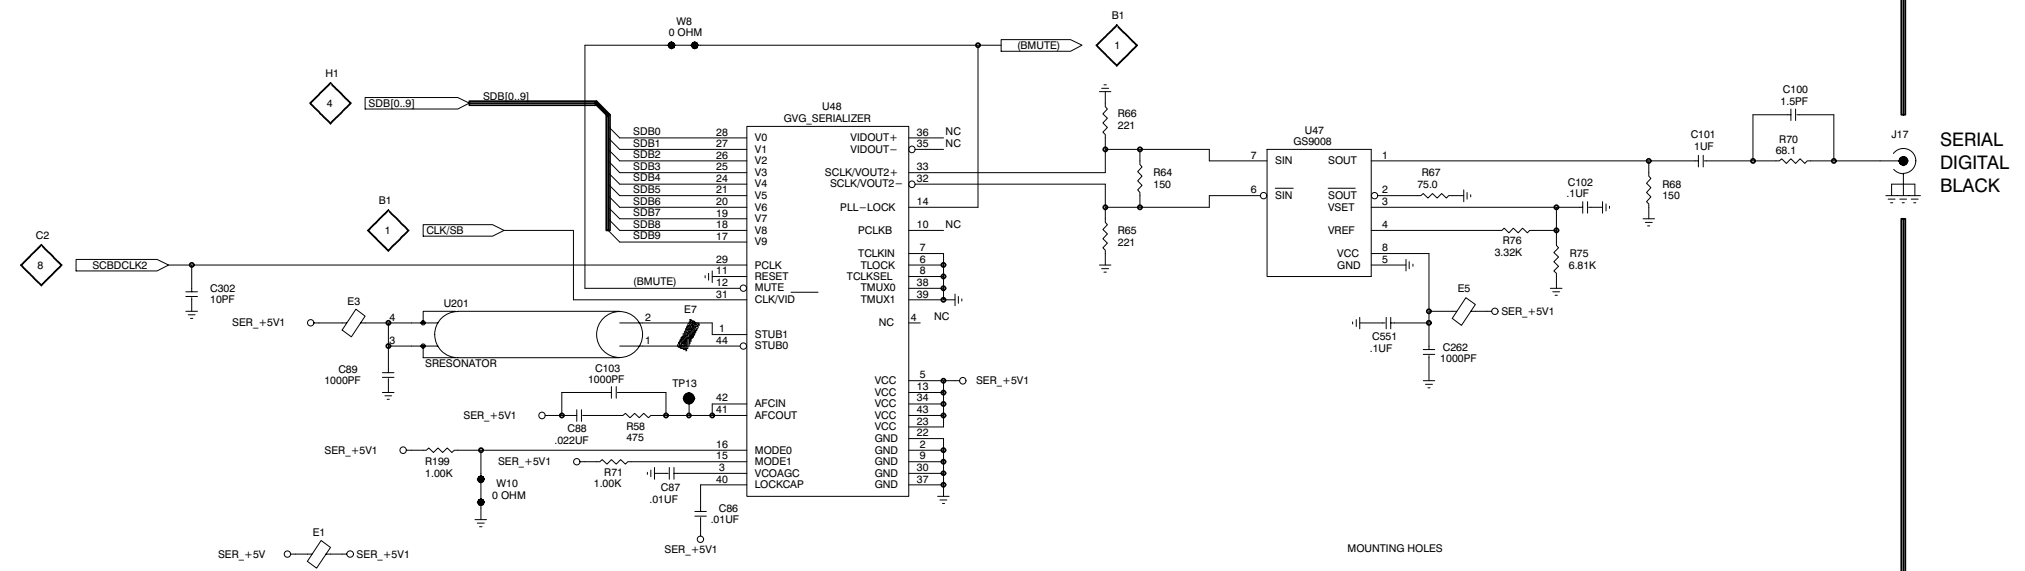 W8
0 OHM
B1
(BMUTE)
1
H1
4
SDB[0..9]
SDB[0..9]
U48
GVG_SERIALIZER
SDB0 28 V0
SDB1 27 V1
SDB2 26 V2
SDB3 25 V3
SDB4 24 V4
SDB5 21 V5
SDB6 20 V6
SDB7 19 V7
SDB8 18 V8
SDB9 17 V9
VIDOUT+ 36 NC
VIDOUT− 35 NC
SCLK/VOUT2+ 33
SCLK/VOUT2− 32
PLL−LOCK 14
PCLKB 10 NC
TCLKIN 7
TLOCK 6
TCLKSEL 8
TMUX0 38
TMUX1 39
NC 4 NC
VCC 5 SER_+5V1
VCC 13
VCC 34
VCC 43
VCC 23
GND 22
GND 2
GND 9
GND 30
GND 37
B1
1
CLK/SB
C2
8
SCBDCLK2
29 PCLK
11 RESET
(BMUTE) 12 MUTE
31 CLK/VID
C302
10PF
E3
SER_+5V1
U201
4
3
2
1
SRESONATOR
E7
1 STUB1
44 STUB0
C89
1000PF
C103
1000PF
TP13
SER_+5V1
C88
.022UF
R58
475
42 AFCIN
41 AFCOUT
SER_+5V1
R199
1.00K
16 MODE0
SER_+5V1
R71
1.00K
15 MODE1
3 VCOAGC
40 LOCKCAP
W10
0 OHM
C87
.01UF
C86
.01UF
SER_+5V1
E1
SER_+5V
SER_+5V1
R66
221
R64
150
R65
221
U47
GS9008
7 SIN
6 SIN
SOUT 1
SOUT 2
VSET 3
VREF 4
VCC 8
GND 5
R67
75.0
C102
.1UF
R76
3.32K
R75
6.81K
E5
SER_+5V1
C551
.1UF
C262
1000PF
R68
150
C101
1UF
C100
1.5PF
R70
68.1
J17
SERIAL
DIGITAL
BLACK
MOUNTING HOLES